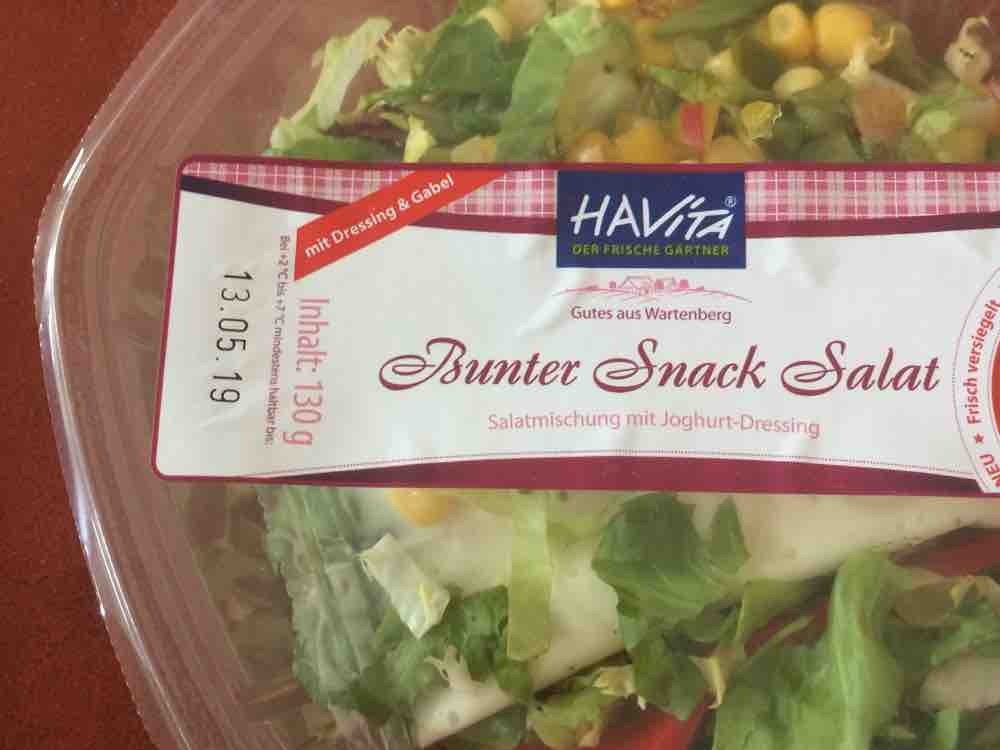 mit Dressing & Gabel
HAVITA®
DER FRISCHE GÄRTNER
Gutes aus Wartenberg
Bunter Snack Salat
Salatmischung mit Joghurt-Dressing
Inhalt: 130 g
Bei +2 °C bis +7 °C mindestens haltbar bis:
13.05.19
NEU ★ Frisch versiegelt